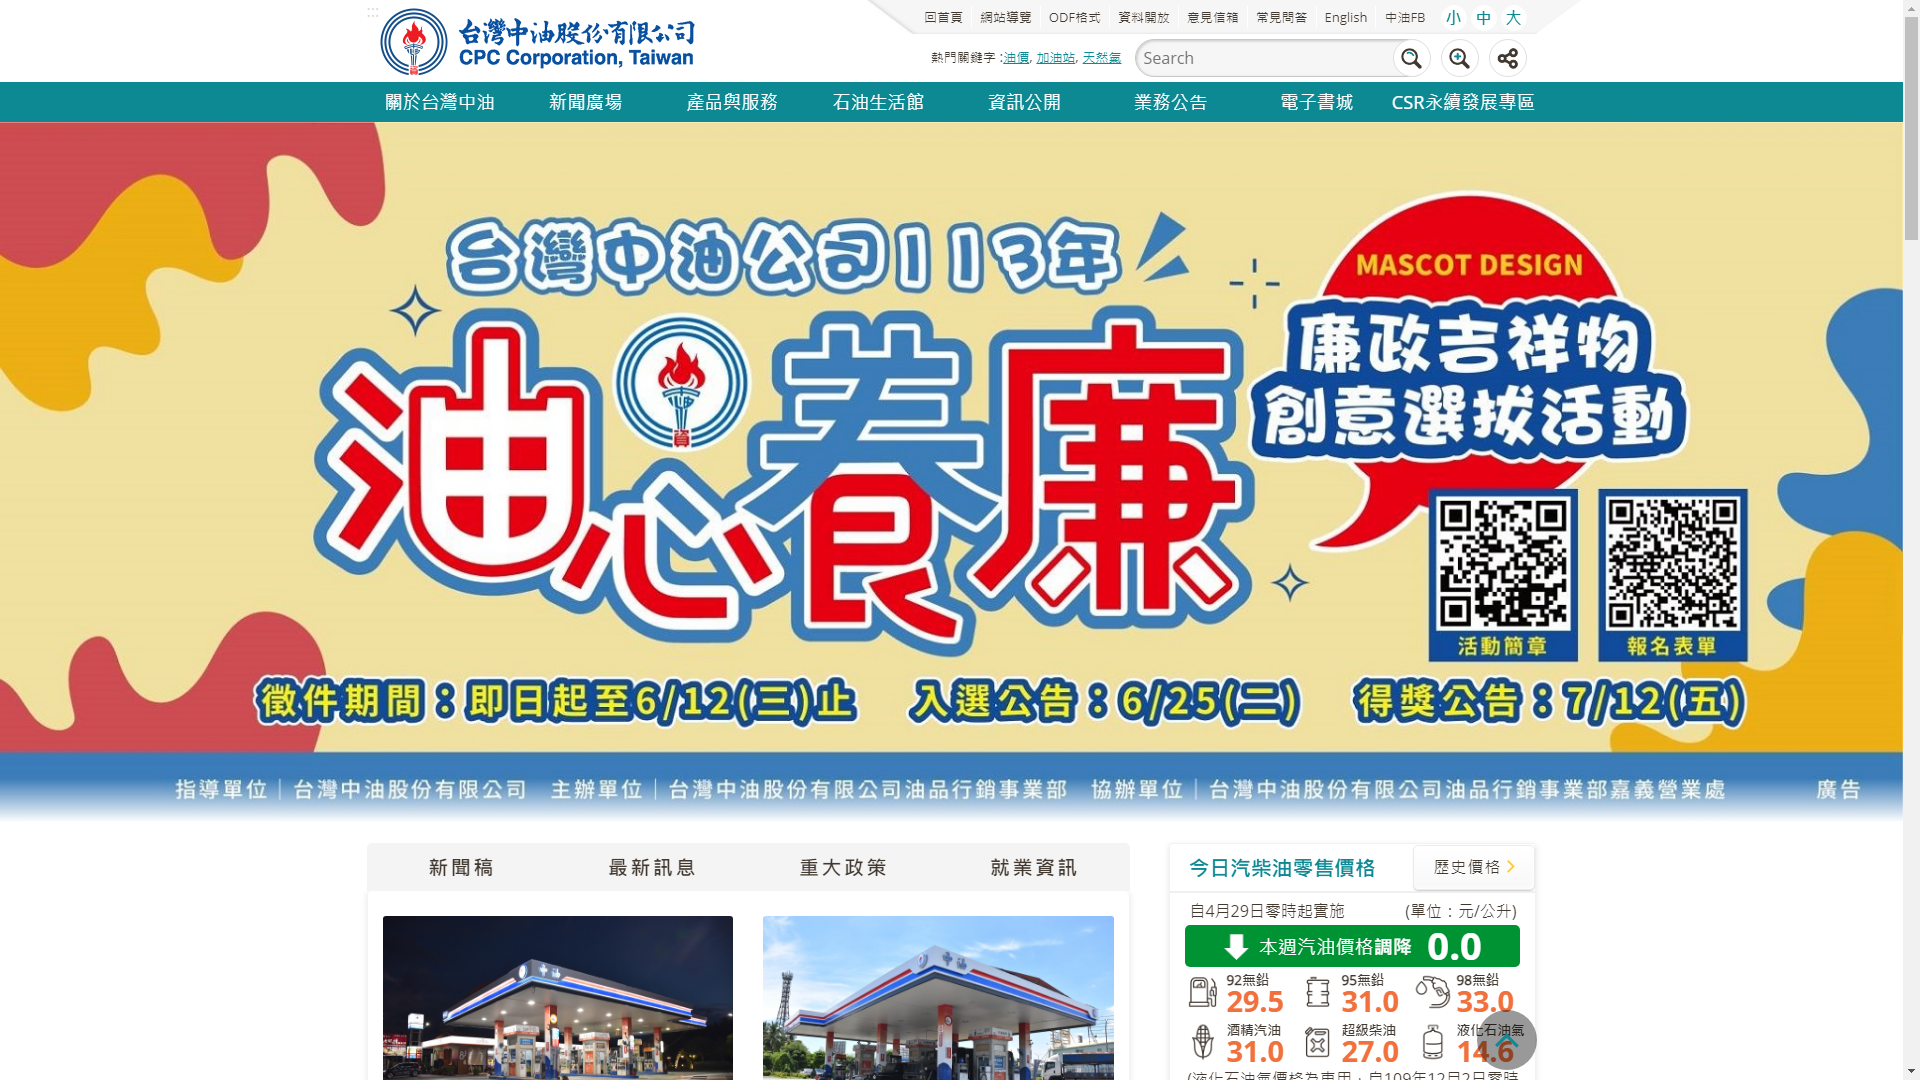 :::
台灣中油股份有限公司
CPC Corporation, Taiwan
回首頁 網站導覽 ODF格式 資料開放 意見信箱 常見問答 English 中油FB 小 中 大
熱門關鍵字 :油價, 加油站, 天然氣 Search
關於台灣中油 新聞廣場 產品與服務 石油生活館 資訊公開 業務公告 電子書城 CSR永續發展專區
台灣中油公司113年
MASCOT DESIGN
油心養廉
廉政吉祥物
創意選拔活動
活動簡章 報名表單
徵件期間：即日起至6/12(三)止 入選公告：6/25(二) 得獎公告：7/12(五)
指導單位｜台灣中油股份有限公司 主辦單位｜台灣中油股份有限公司油品行銷事業部 協辦單位｜台灣中油股份有限公司油品行銷事業部嘉義營業處 廣告
新聞稿 最新訊息 重大政策 就業資訊
今日汽柴油零售價格 歷史價格
自4月29日零時起實施 (單位：元/公升)
本週汽油價格調降 0.0
92無鉛 95無鉛 98無鉛
29.5 31.0 33.0
酒精汽油 超級柴油 液化石油氣
31.0 27.0 14.6
(液化石油氣價格為車用，自109年12月2日零時
中油
中油